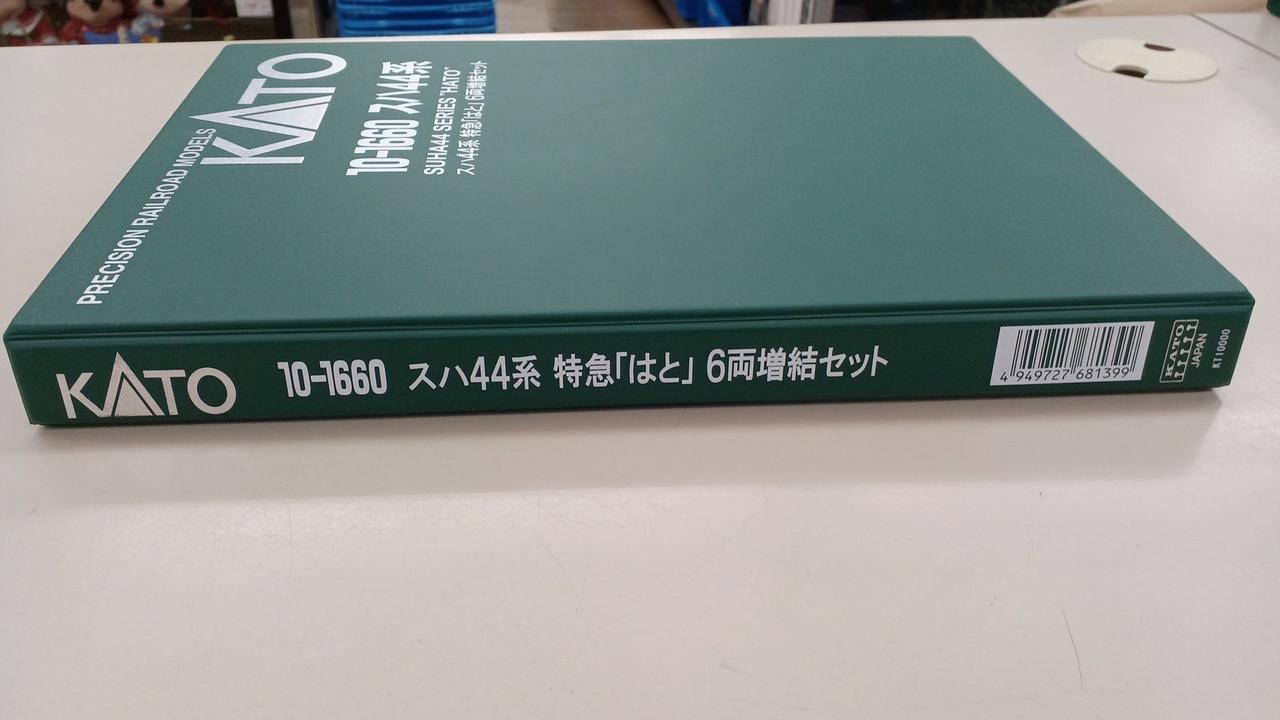 PRECISION RAILROAD MODELS
KATO
10-1660 スハ44系
SUHA44 SERIES "HATO"
スハ44系 特急「はと」6両増結セット
KATO
10-1660 スハ44系 特急「はと」 6両増結セット
4 949727 681399
KATO
JAPAN
KTI0000